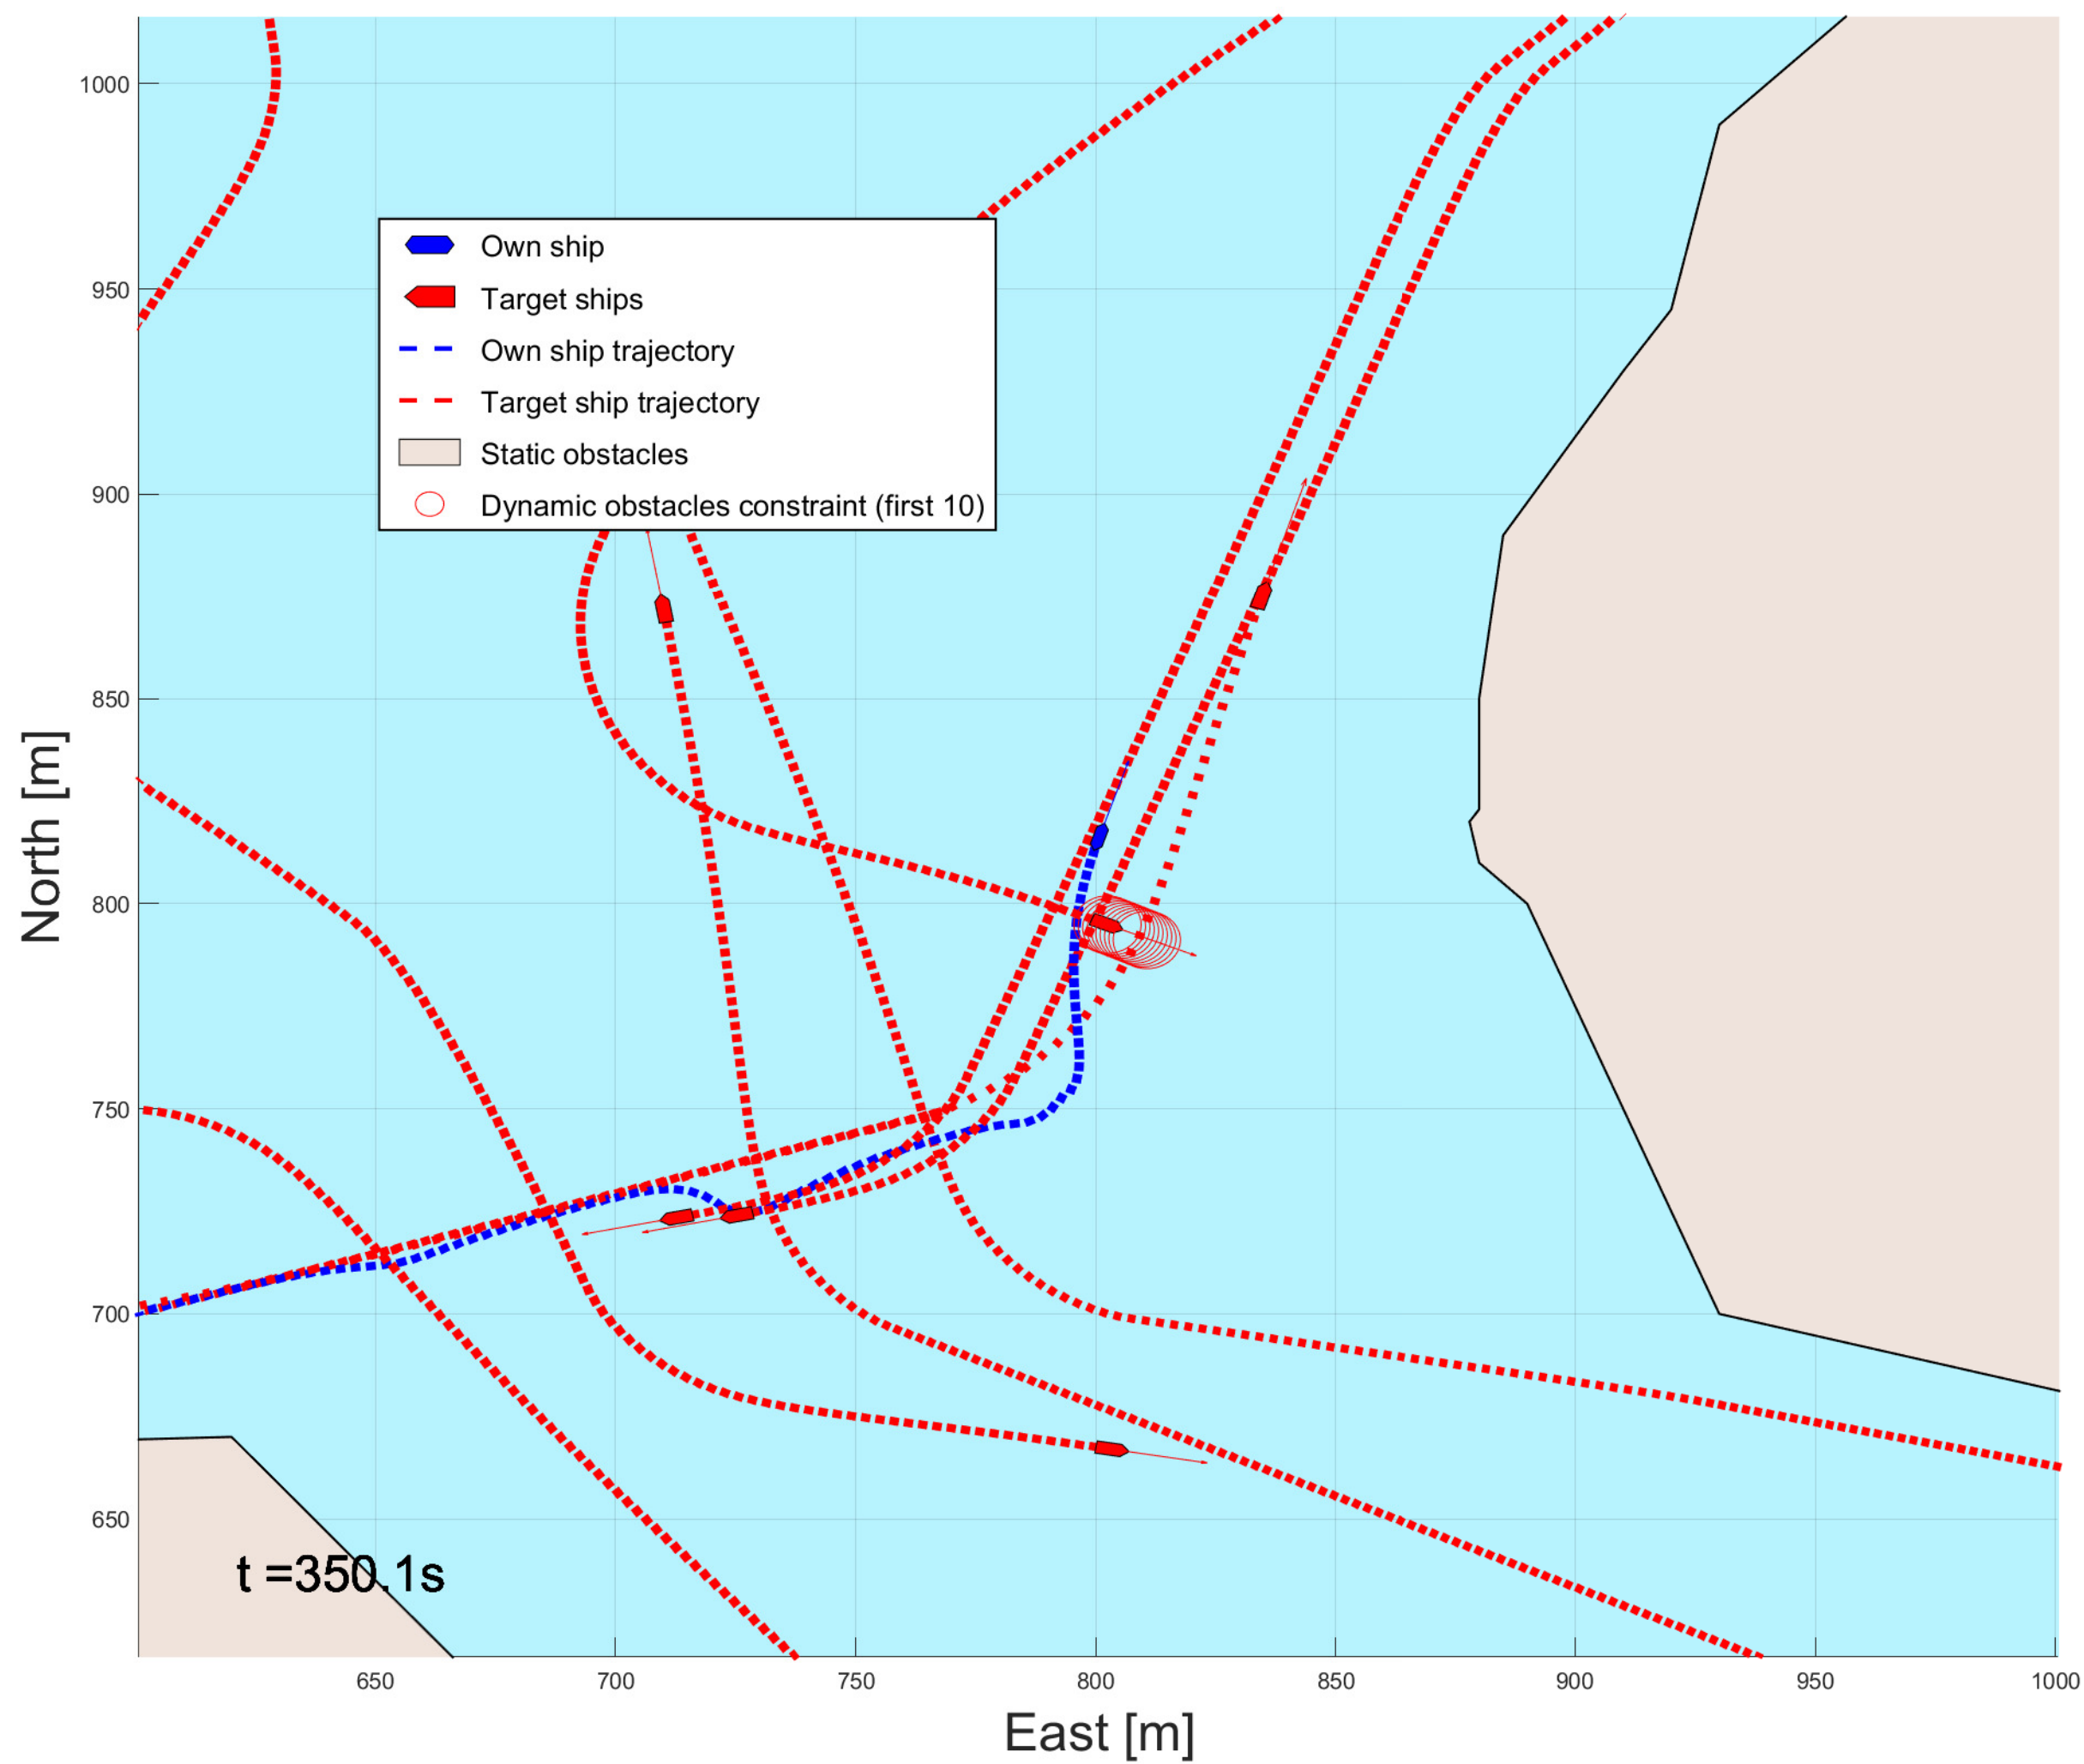 1000
950
900
850
800
750
700
650
North [m]
Own ship
Target ships
Own ship trajectory
Target ship trajectory
Static obstacles
Dynamic obstacles constraint (first 10)
t =350.1s
650
700
750
800
850
900
950
1000
East [m]